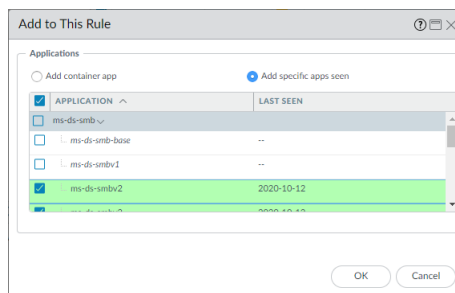 Add to This Rule
Applications
Add container app
Add specific apps seen
APPLICATION LAST SEEN
ms-ds-smb
ms-ds-smb-base --
ms-ds-smbv1 --
ms-ds-smbv2 2020-10-12
OK Cancel